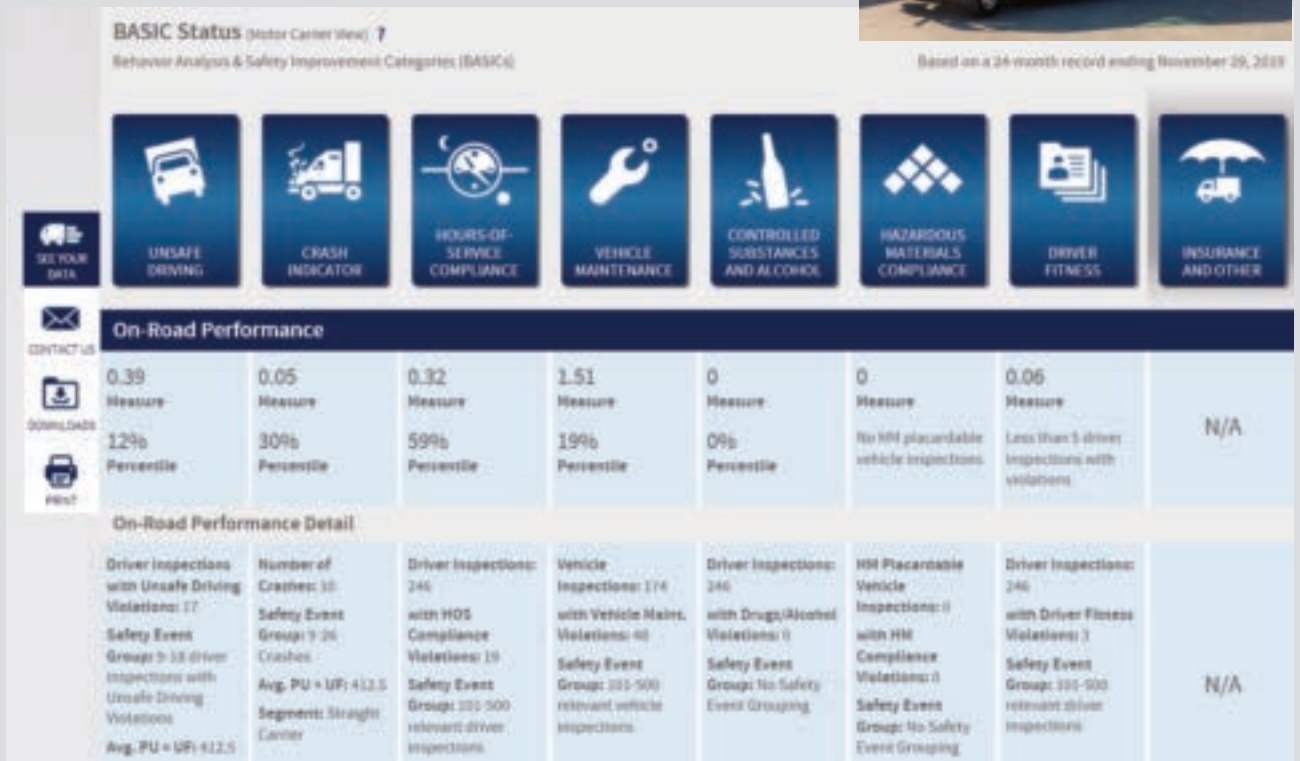 BASIC Status (Motor Carrier View) ?
Behavior Analysis & Safety Improvement Categories (BASICs)
Based on a 24-month record ending November 29, 2019
UNSAFE
DRIVING
CRASH
INDICATOR
HOURS-OF-
SERVICE
COMPLIANCE
VEHICLE
MAINTENANCE
CONTROLLED
SUBSTANCES
AND ALCOHOL
HAZARDOUS
MATERIALS
COMPLIANCE
DRIVER
FITNESS
INSURANCE
AND OTHER
SEE YOUR
DATA
CONTACT US
DOWNLOADS
PRINT
On-Road Performance
0.39
Measure
12%
Percentile
0.05
Measure
30%
Percentile
0.32
Measure
59%
Percentile
1.51
Measure
19%
Percentile
0
Measure
0%
Percentile
0
Measure
No HM placardable
vehicle inspections
0.06
Measure
Less than 5 driver
inspections with
violations
N/A
On-Road Performance Detail
Driver Inspections
with Unsafe Driving
Violations: 17
Safety Event
Group: 9-18 driver
inspections with
Unsafe Driving
Violations
Avg. PU × UF: 412.5
Number of
Crashes: 10
Safety Event
Group: 9-26
Crashes
Avg. PU × UF: 412.5
Segment: Straight
Carrier
Driver Inspections:
246
with HOS
Compliance
Violations: 19
Safety Event
Group: 101-500
relevant driver
inspections
Vehicle
Inspections: 174
with Vehicle Maint.
Violations:
Safety Event
Group: 101-500
relevant vehicle
inspections
Driver Inspections:
246
with Drugs/Alcohol
Violations: 0
Safety Event
Group: No Safety
Event Grouping
HM Placardable
Vehicle
Inspections: 0
with HM
Compliance
Violations: 0
Safety Event
Group: No Safety
Event Grouping
Driver Inspections:
246
with Driver Fitness
Violations: 3
Safety Event
Group: 101-500
relevant driver
inspections
N/A